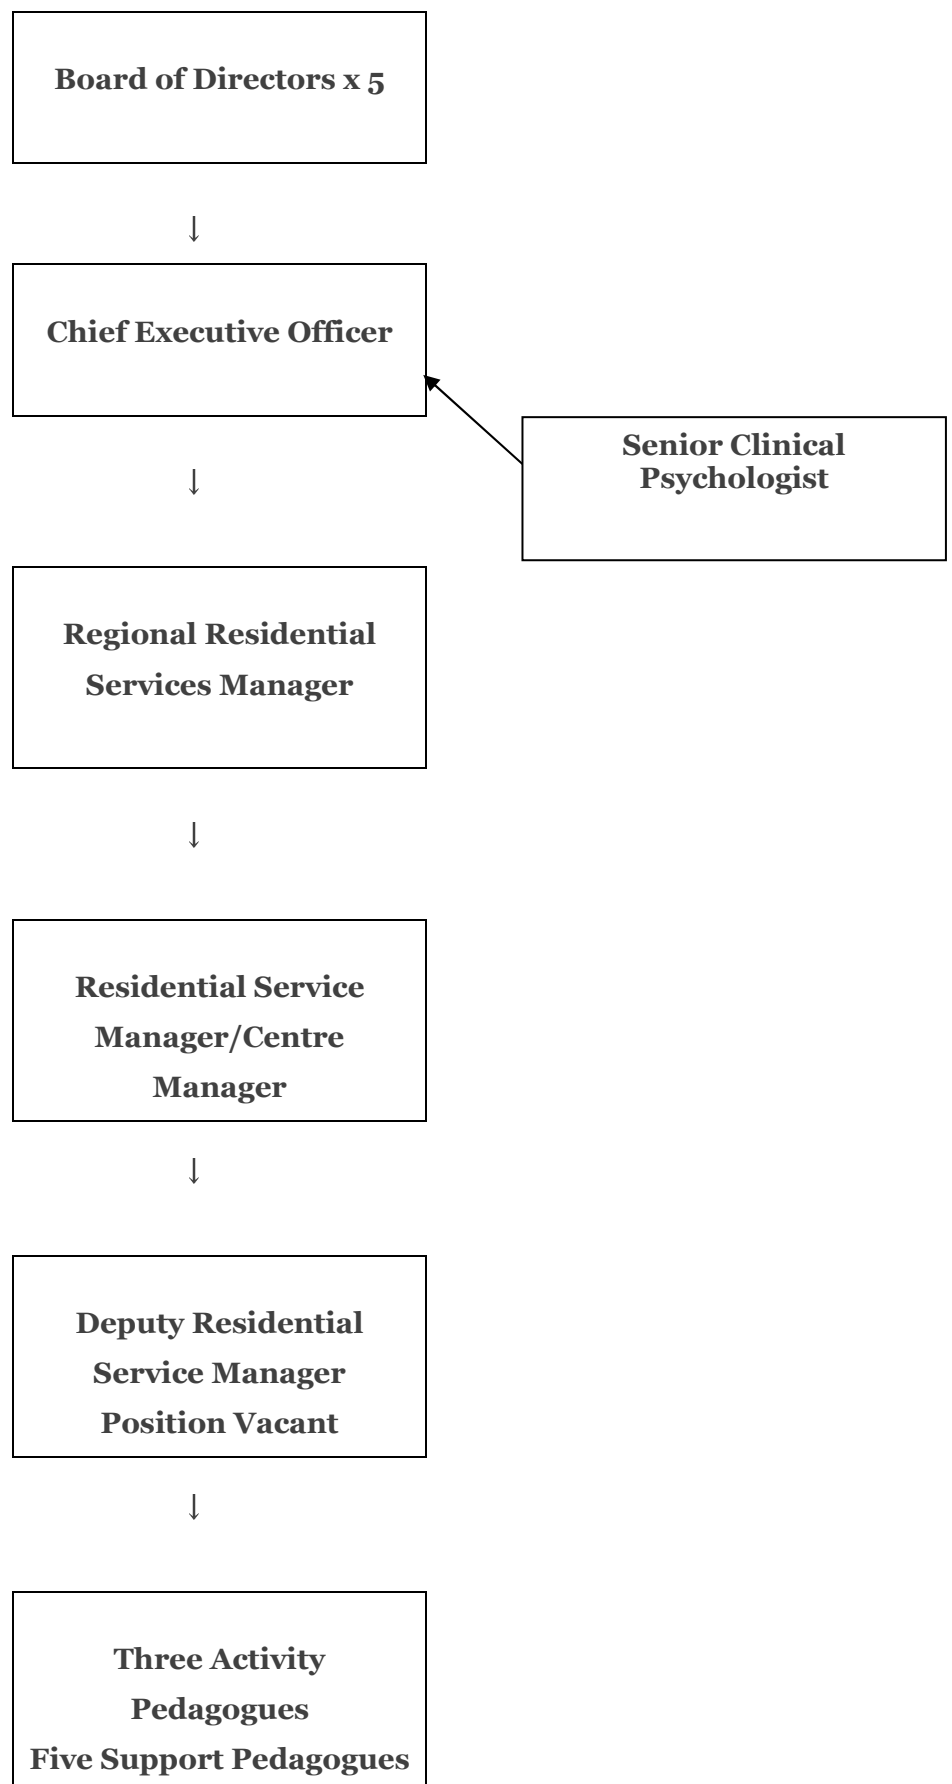 Board of Directors x 5
↓
Chief Executive Officer
Senior Clinical
Psychologist
↓
Regional Residential
Services Manager
↓
Residential Service
Manager/Centre
Manager
↓
Deputy Residential
Service Manager
Position Vacant
↓
Three Activity
Pedagogues
Five Support Pedagogues